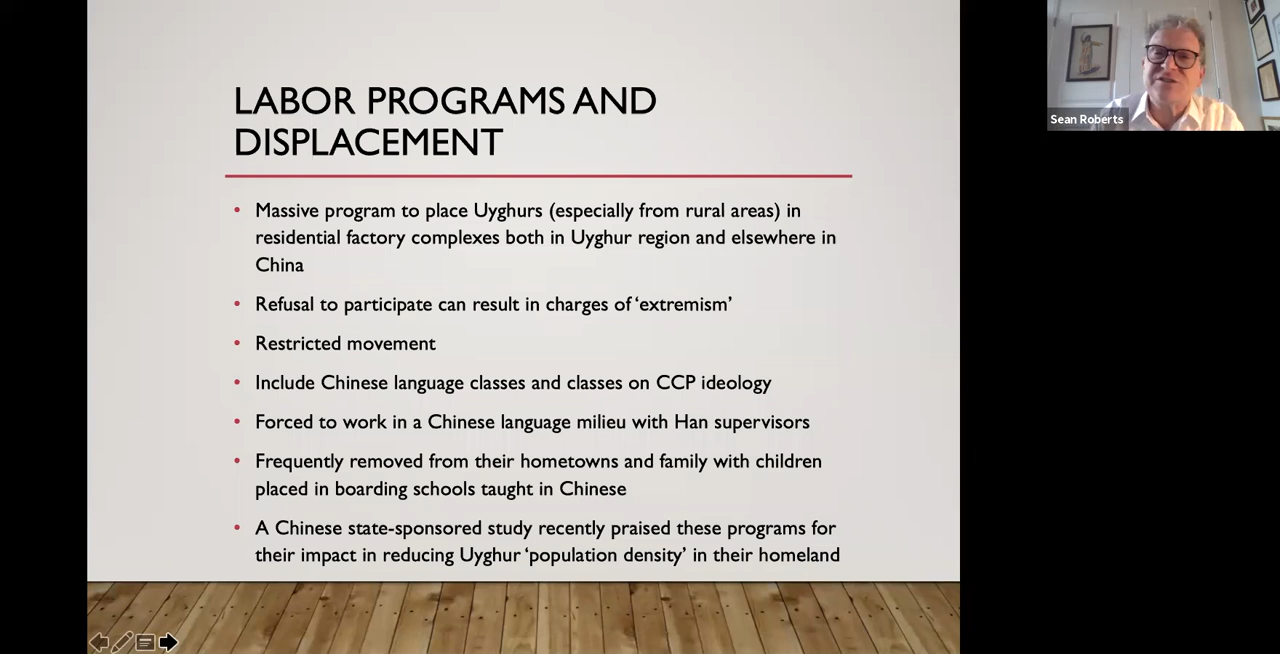 LABOR PROGRAMS AND
DISPLACEMENT
• Massive program to place Uyghurs (especially from rural areas) in
residential factory complexes both in Uyghur region and elsewhere in
China
• Refusal to participate can result in charges of ‘extremism’
• Restricted movement
• Include Chinese language classes and classes on CCP ideology
• Forced to work in a Chinese language milieu with Han supervisors
• Frequently removed from their hometowns and family with children
placed in boarding schools taught in Chinese
• A Chinese state-sponsored study recently praised these programs for
their impact in reducing Uyghur ‘population density’ in their homeland
Sean Roberts